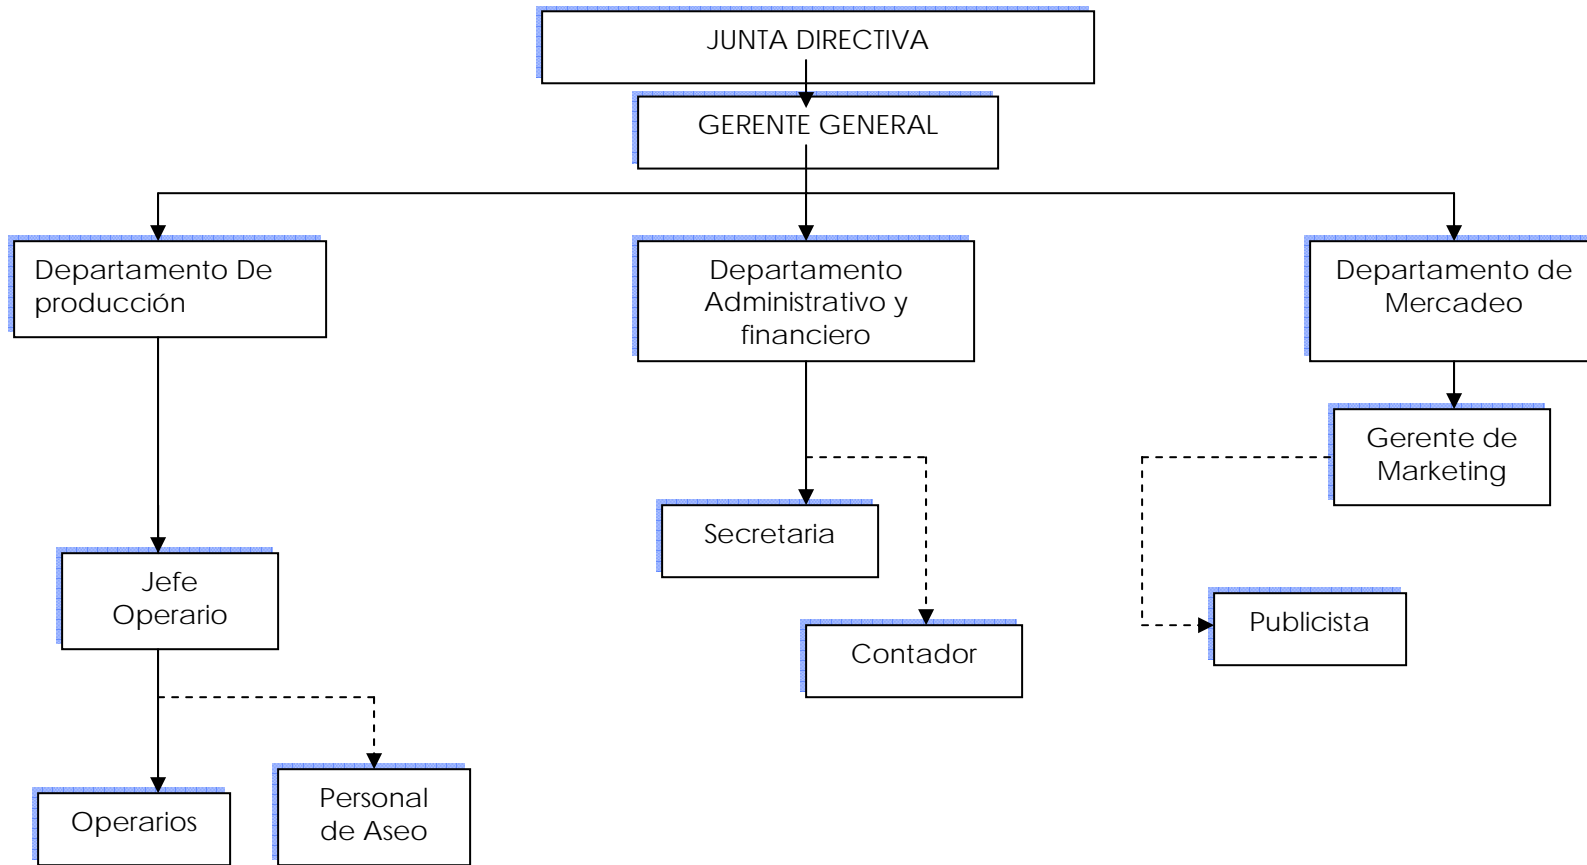 JUNTA DIRECTIVA
GERENTE GENERAL
Departamento De
producción
Departamento
Administrativo y
financiero
Departamento de
Mercadeo
Gerente de
Marketing
Secretaria
Jefe
Operario
Publicista
Contador
Operarios
Personal
de Aseo